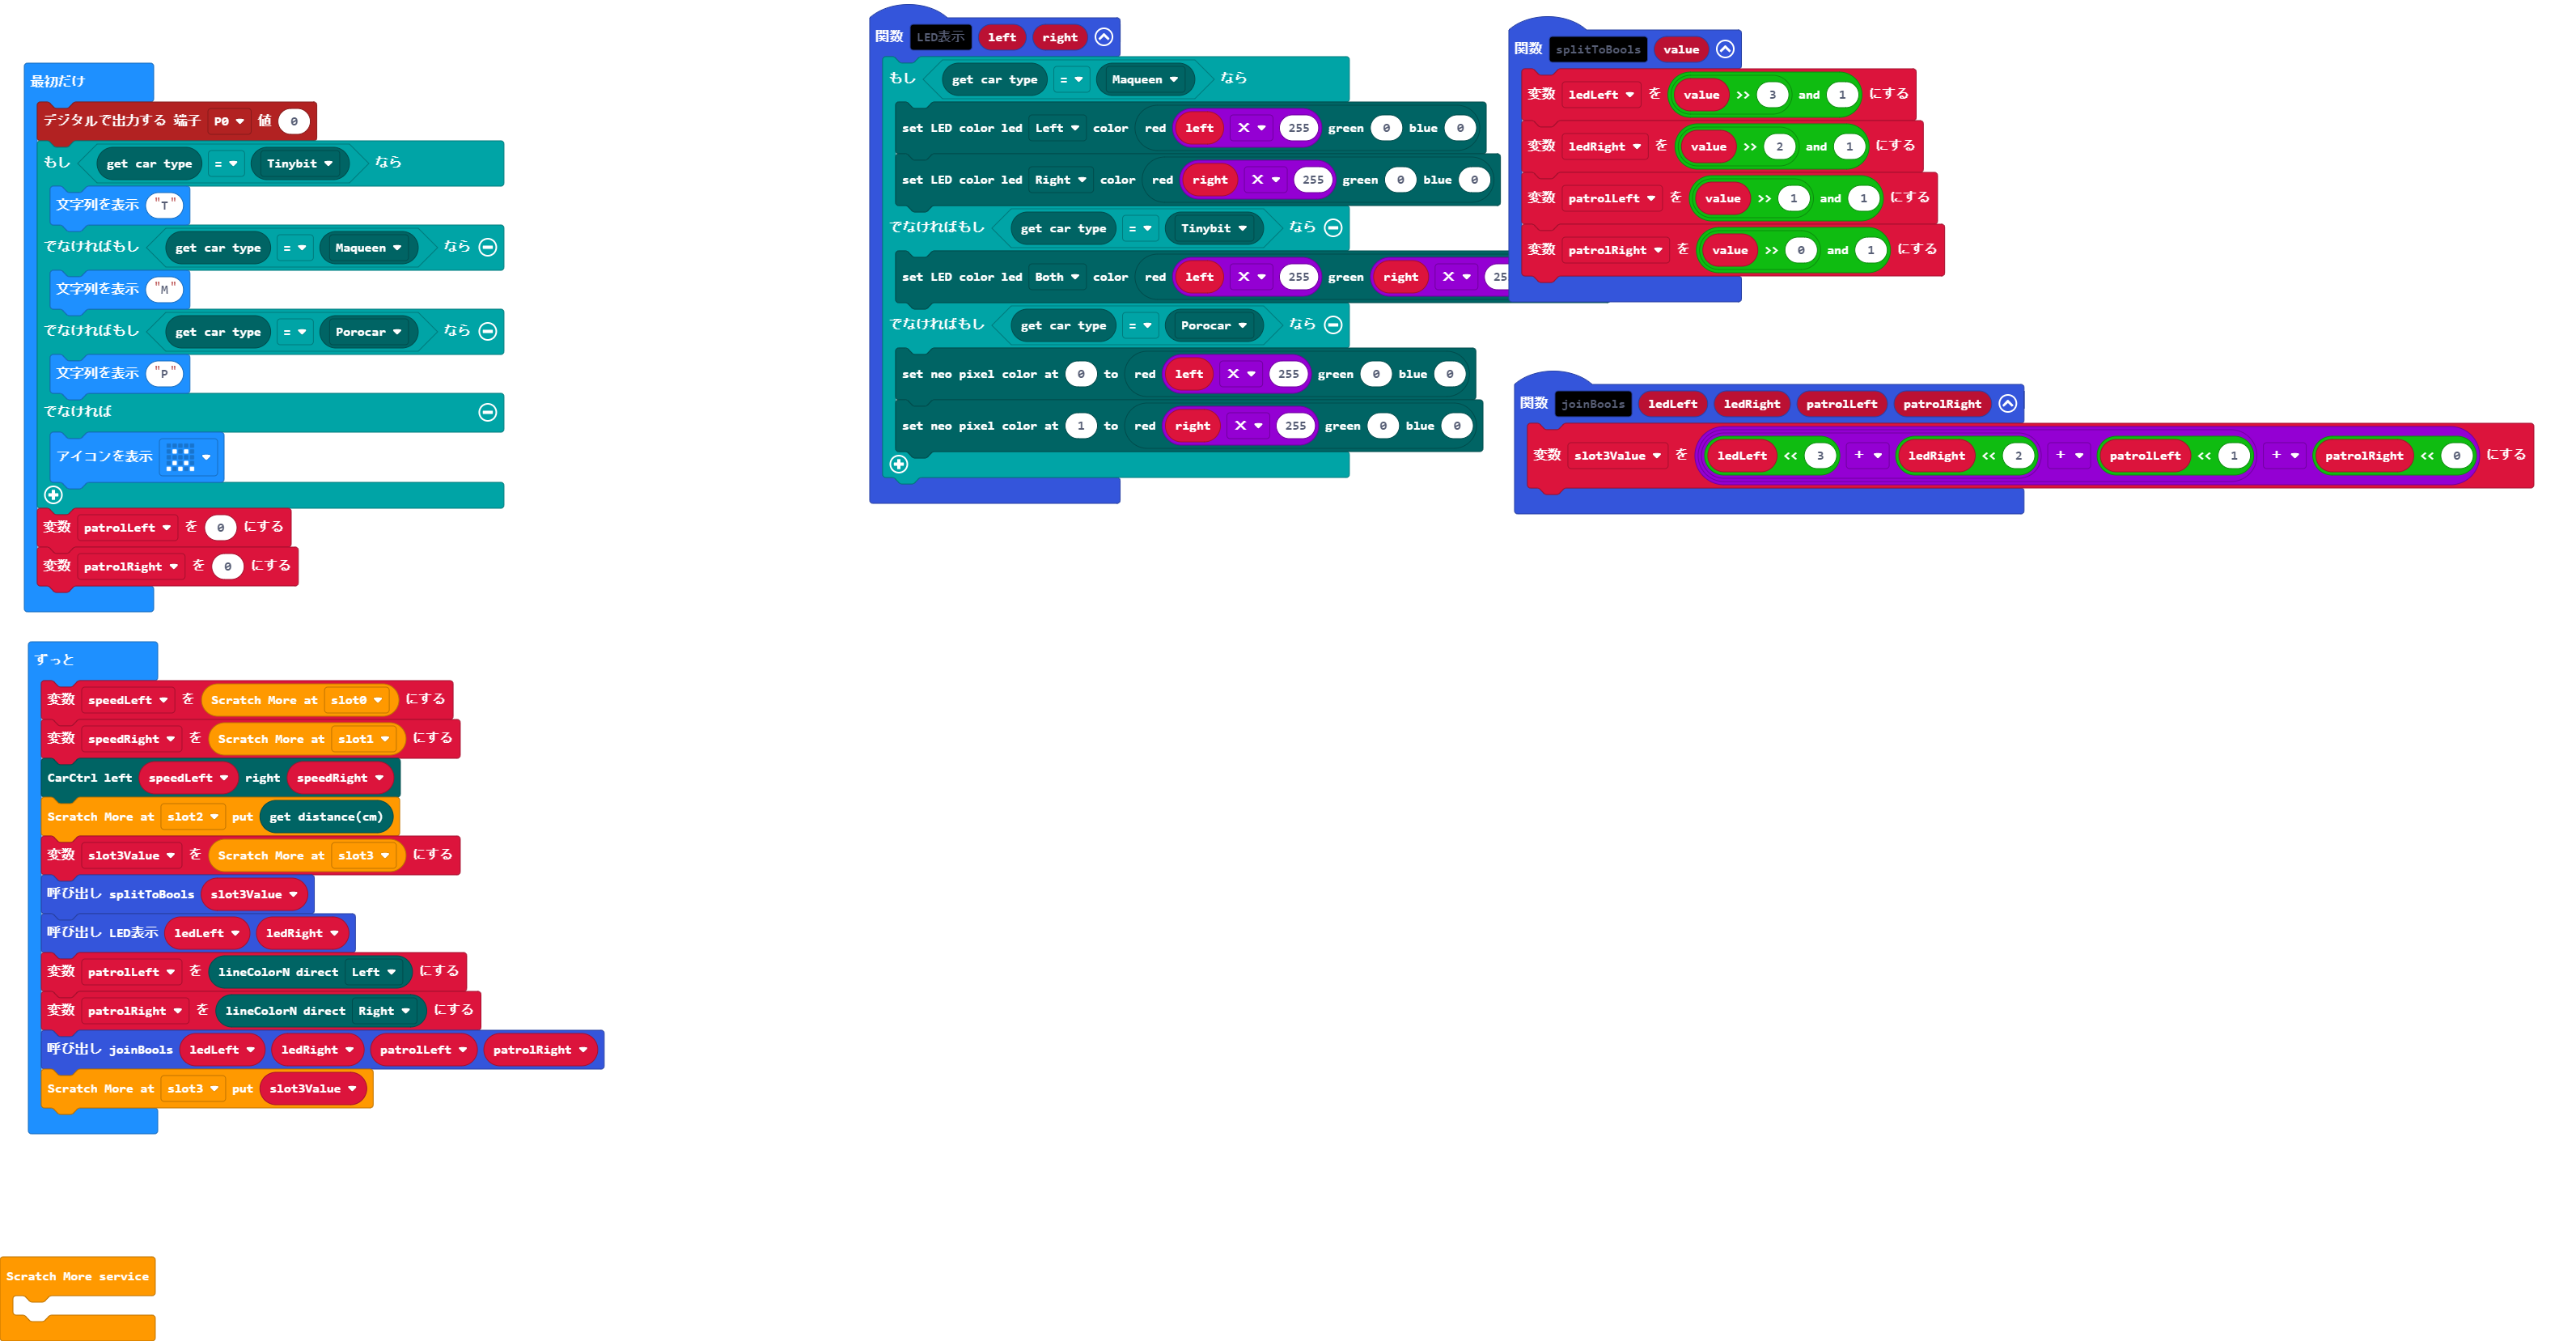 最初だけ
デジタルで出力する 端子 P0 値 0
もし get car type = Tinybit なら
文字列を表示 "T"
でなければもし get car type = Maqueen なら
文字列を表示 "M"
でなければもし get car type = Porocar なら
文字列を表示 "P"
でなければ
アイコンを表示
変数 patrolLeft を 0 にする
変数 patrolRight を 0 にする
ずっと
変数 speedLeft を Scratch More at slot0 にする
変数 speedRight を Scratch More at slot1 にする
CarCtrl left speedLeft right speedRight
Scratch More at slot2 put get distance(cm)
変数 slot3Value を Scratch More at slot3 にする
呼び出し splitToBools slot3Value
呼び出し LED表示 ledLeft ledRight
変数 patrolLeft を lineColorN direct Left にする
変数 patrolRight を lineColorN direct Right にする
呼び出し joinBools ledLeft ledRight patrolLeft patrolRight
Scratch More at slot3 put slot3Value
Scratch More service
関数 LED表示 left right
もし get car type = Maqueen なら
set LED color led Left color red left × 255 green 0 blue 0
set LED color led Right color red right × 255 green 0 blue 0
でなければもし get car type = Tinybit なら
set LED color led Both color red left × 255 green right ×
でなければもし get car type = Porocar なら
set neo pixel color at 0 to red left × 255 green 0 blue 0
set neo pixel color at 1 to red right × 255 green 0 blue 0
関数 splitToBools value
変数 ledLeft を value >> 3 and 1 にする
変数 ledRight を value >> 2 and 1 にする
変数 patrolLeft を value >> 1 and 1 にする
変数 patrolRight を value >> 0 and 1 にする
関数 joinBools ledLeft ledRight patrolLeft patrolRight
変数 slot3Value を ledLeft << 3 + ledRight << 2 + patrolLeft << 1 + patrolRight << 0 にする